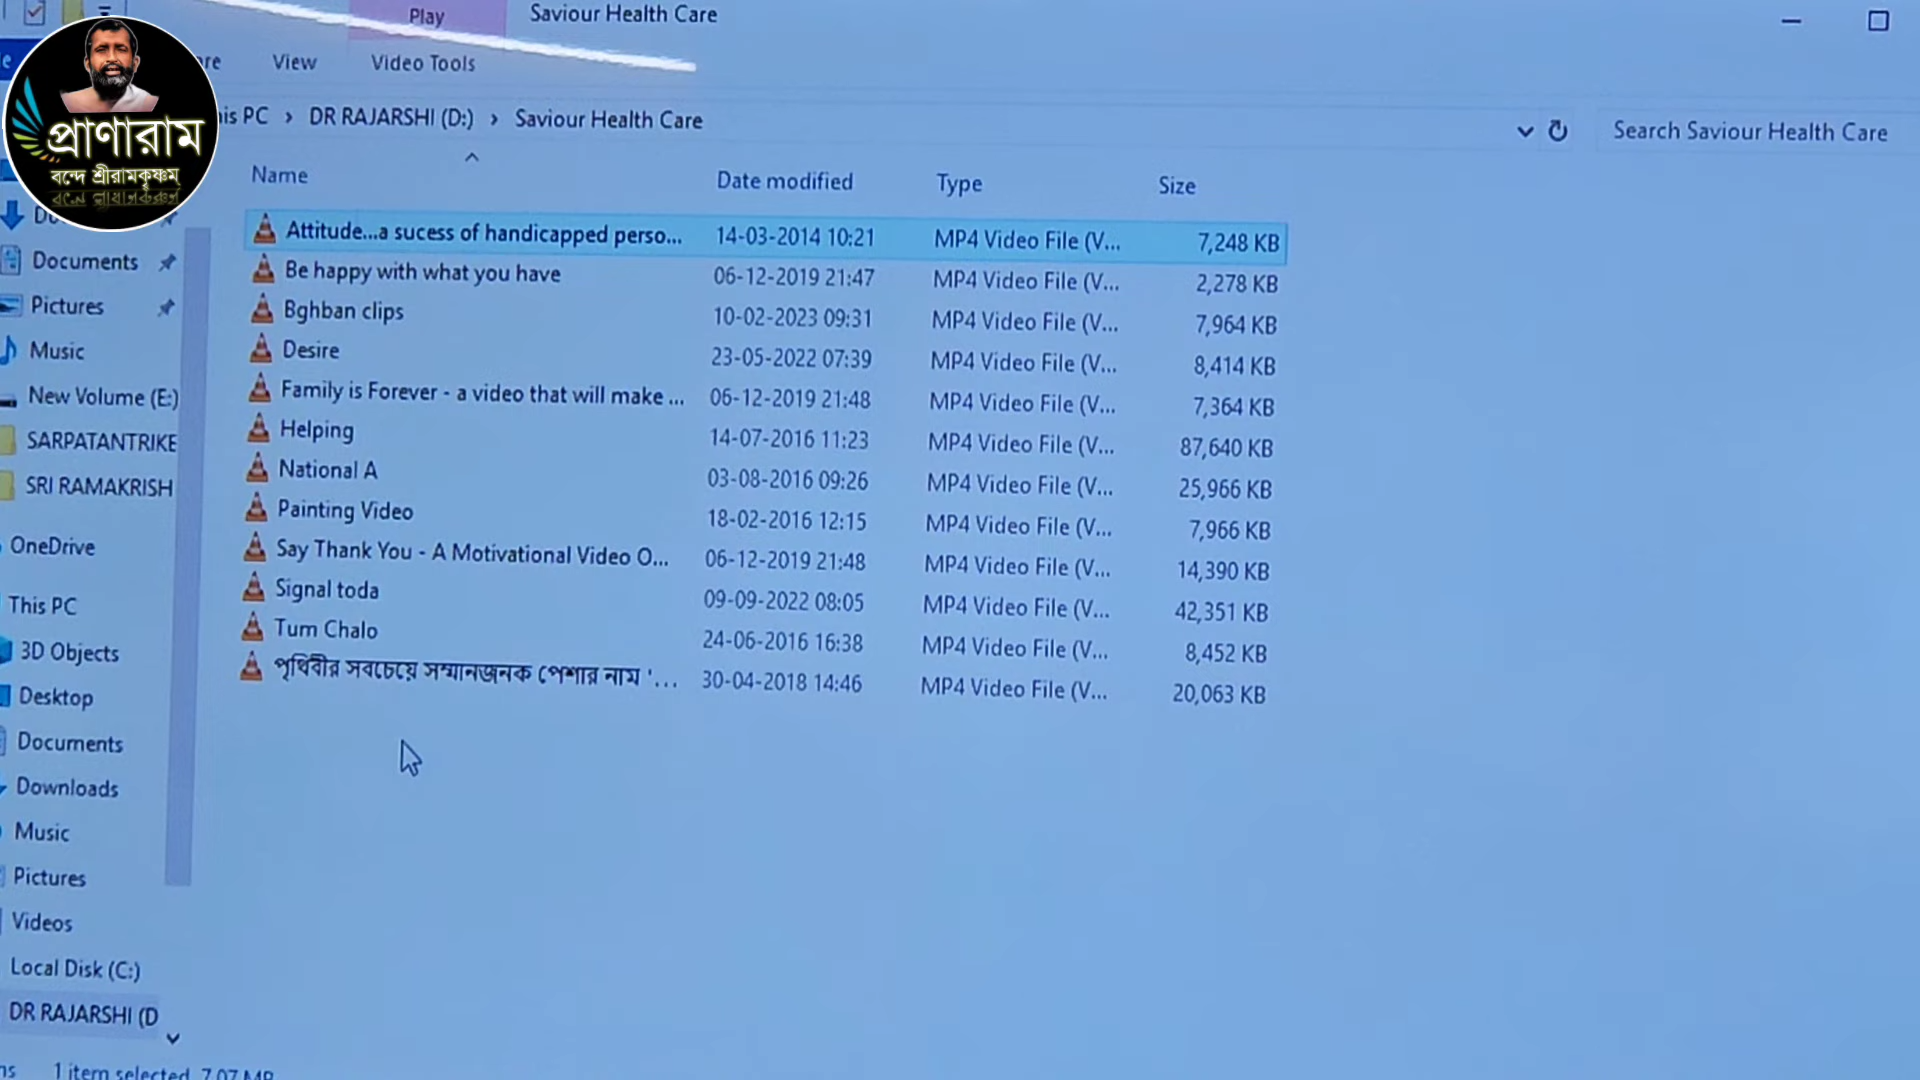 Play
Saviour Health Care
View
Video Tools
PC > DR RAJARSHI (D:) > Saviour Health Care
Search Saviour Health Care
প্রাণারাম
বন্দে শ্রীরামকৃষ্ণম্
Name Date modified Type Size
Attitude...a sucess of handicapped perso... 14-03-2014 10:21 MP4 Video File (V... 7,248 KB
Be happy with what you have 06-12-2019 21:47 MP4 Video File (V... 2,278 KB
Bghban clips 10-02-2023 09:31 MP4 Video File (V... 7,964 KB
Desire 23-05-2022 07:39 MP4 Video File (V... 8,414 KB
Family is Forever - a video that will make ... 06-12-2019 21:48 MP4 Video File (V... 7,364 KB
Helping 14-07-2016 11:23 MP4 Video File (V... 87,640 KB
National A 03-08-2016 09:26 MP4 Video File (V... 25,966 KB
Painting Video 18-02-2016 12:15 MP4 Video File (V... 7,966 KB
Say Thank You - A Motivational Video O... 06-12-2019 21:48 MP4 Video File (V... 14,390 KB
Signal toda 09-09-2022 08:05 MP4 Video File (V... 42,351 KB
Tum Chalo 24-06-2016 16:38 MP4 Video File (V... 8,452 KB
পৃথিবীর সবচেয়ে সম্মানজনক পেশার নাম '... 30-04-2018 14:46 MP4 Video File (V... 20,063 KB
Documents
Pictures
Music
New Volume (E:)
SARPATANTRIKE
SRI RAMAKRISH
OneDrive
This PC
3D Objects
Desktop
Documents
Downloads
Music
Pictures
Videos
Local Disk (C:)
DR RAJARSHI (D
1 item selected 7.07 MB